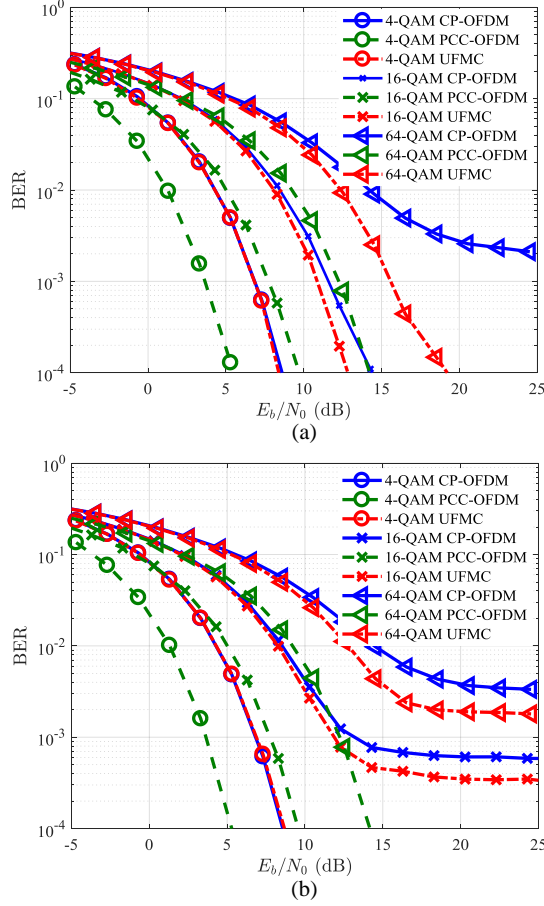 10^0
10^-1
10^-2
10^-3
10^-4
BER
4-QAM CP-OFDM
4-QAM PCC-OFDM
4-QAM UFMC
16-QAM CP-OFDM
16-QAM PCC-OFDM
16-QAM UFMC
64-QAM CP-OFDM
64-QAM PCC-OFDM
64-QAM UFMC
-5 0 5 10 15 20 25
E_b/N_0 (dB)
(a)
10^0
10^-1
10^-2
10^-3
10^-4
BER
4-QAM CP-OFDM
4-QAM PCC-OFDM
4-QAM UFMC
16-QAM CP-OFDM
16-QAM PCC-OFDM
16-QAM UFMC
64-QAM CP-OFDM
64-QAM PCC-OFDM
64-QAM UFMC
-5 0 5 10 15 20 25
E_b/N_0 (dB)
(b)